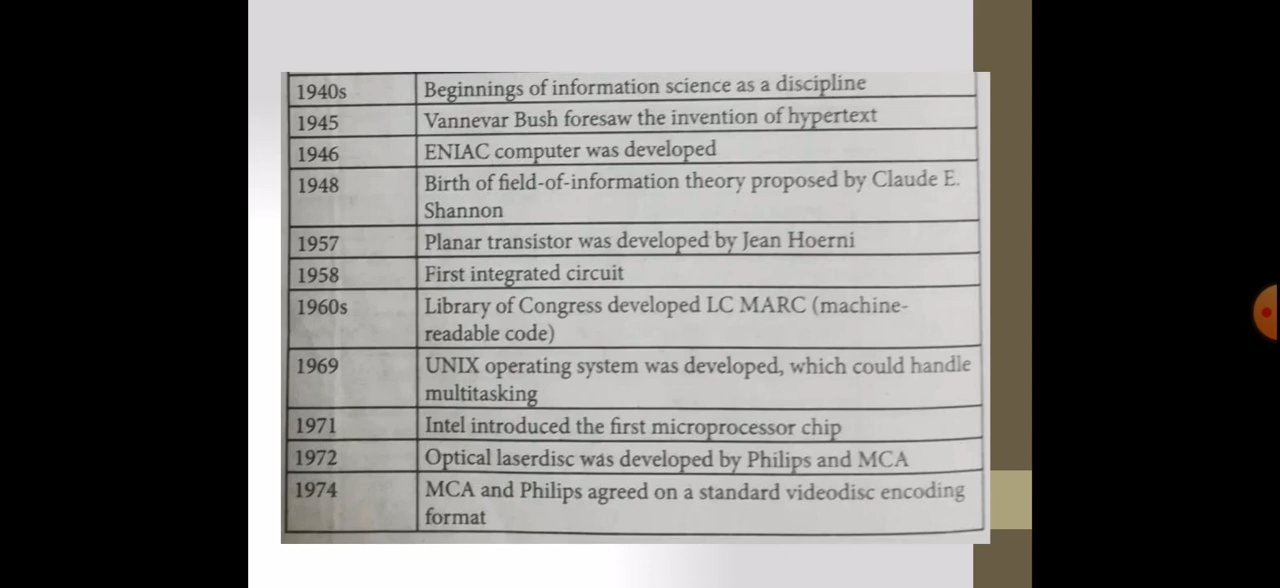 1940s Beginnings of information science as a discipline
1945 Vannevar Bush foresaw the invention of hypertext
1946 ENIAC computer was developed
1948 Birth of field-of-information theory proposed by Claude E.
Shannon
1957 Planar transistor was developed by Jean Hoerni
1958 First integrated circuit
1960s Library of Congress developed LC MARC (machine-
readable code)
1969 UNIX operating system was developed, which could handle
multitasking
1971 Intel introduced the first microprocessor chip
1972 Optical laserdisc was developed by Philips and MCA
1974 MCA and Philips agreed on a standard videodisc encoding
format